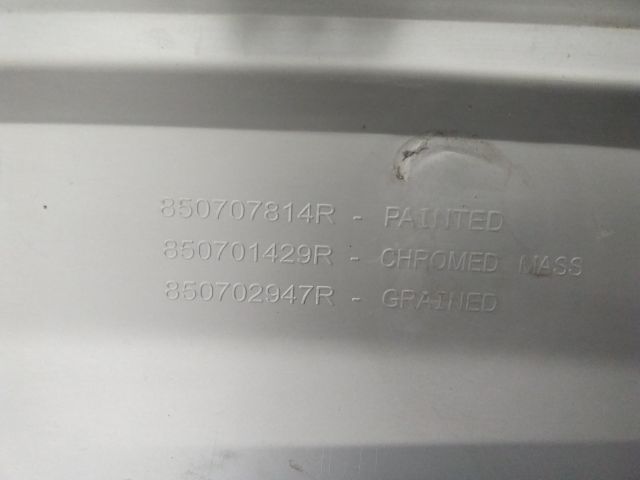 850707814R - PAINTED
850701429R - CHROMED MASS
850702947R - GRAINED